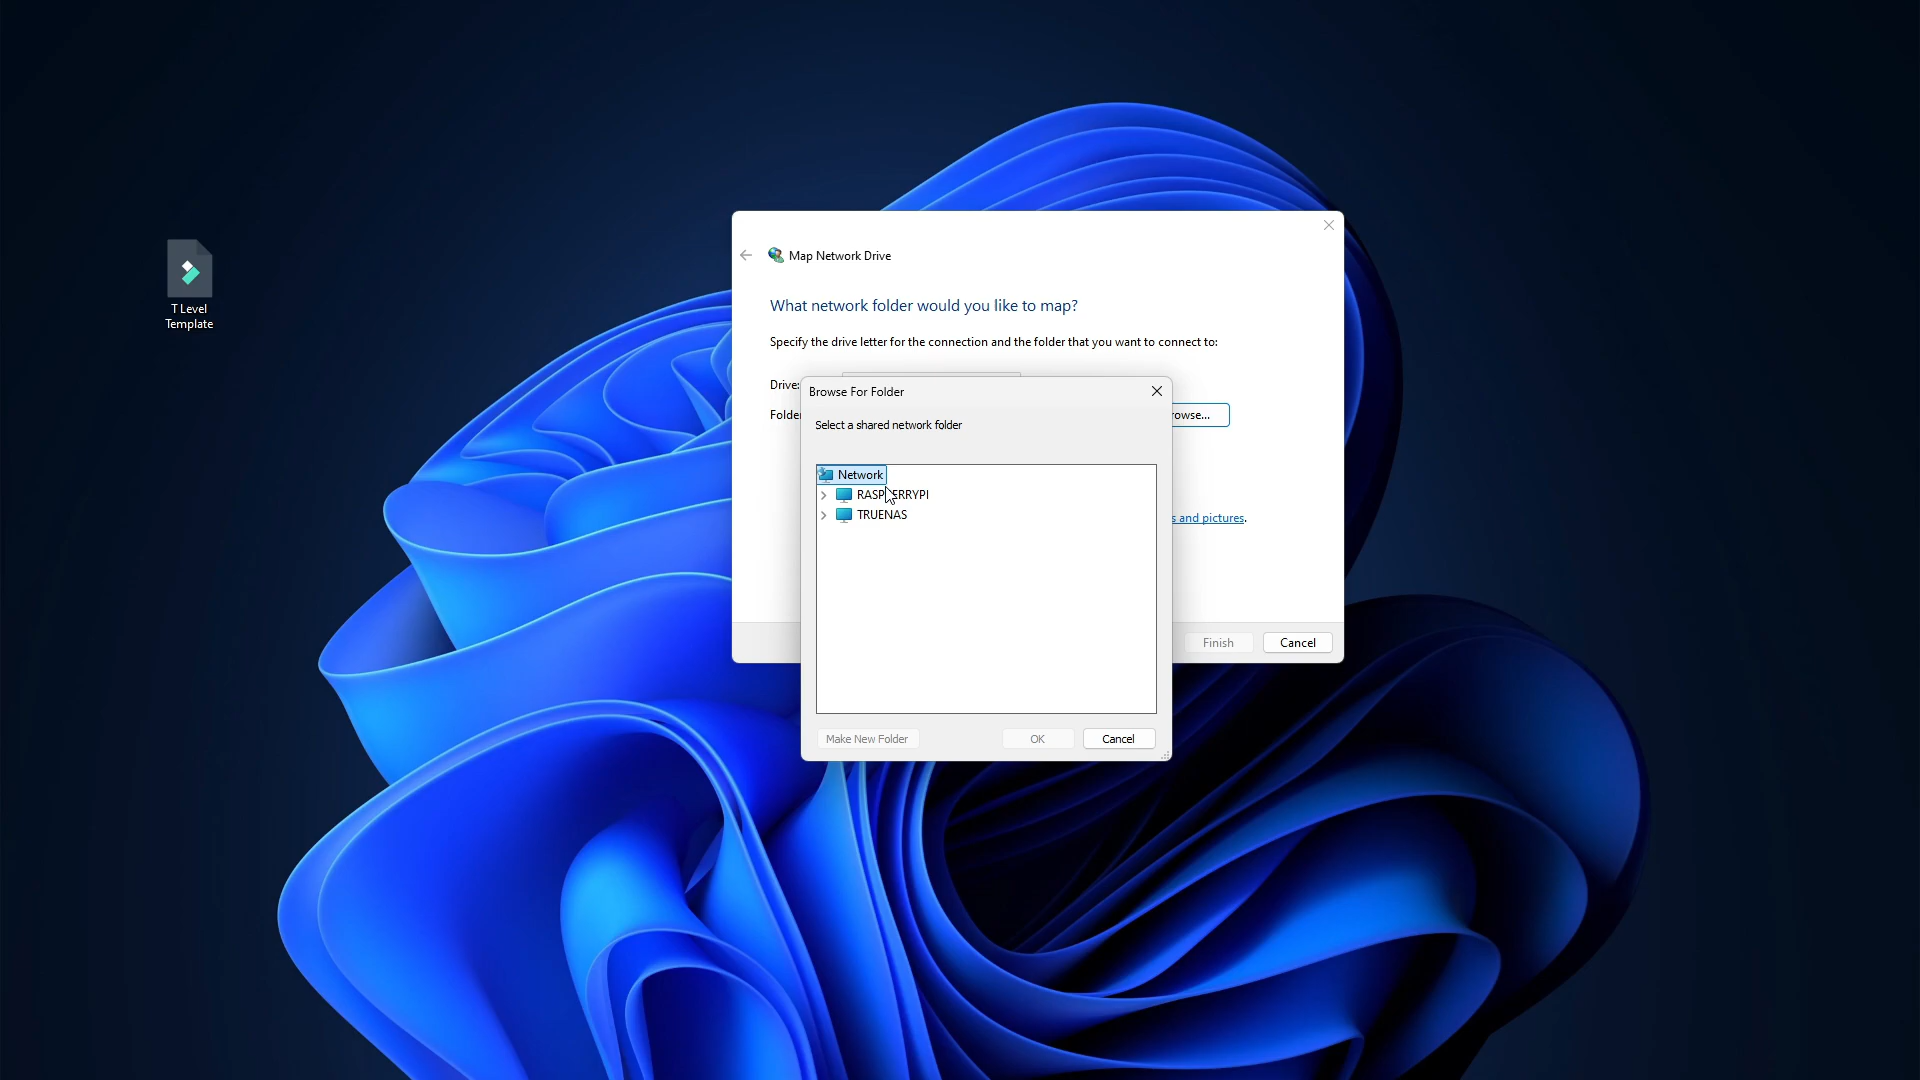 T Level
Template
Map Network Drive
What network folder would you like to map?
Specify the drive letter for the connection and the folder that you want to connect to:
Drive:
Browse For Folder
Select a shared network folder
Network
RASPBERRYPI
TRUENAS
s and pictures.
Finish
Cancel
Make New Folder
OK
Cancel